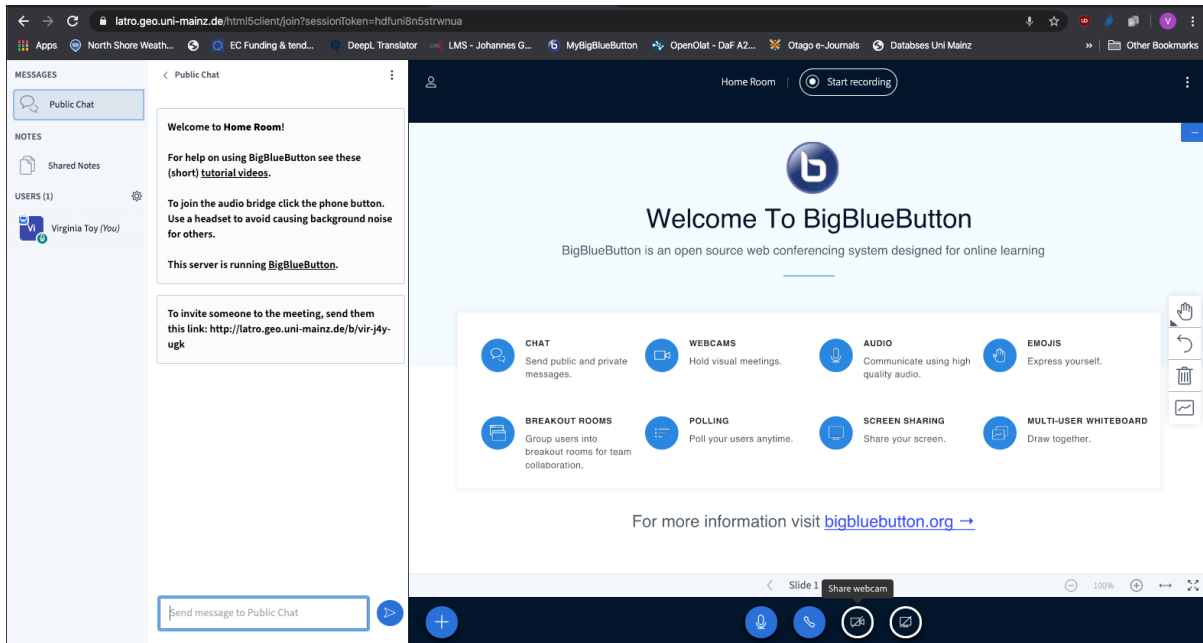 latro.geo.uni-mainz.de/html5client/join?sessionToken=hdfuni8n5strwnua
V
Apps
North Shore Weath...
EC Funding & tend...
DeepL Translator
LMS - Johannes G...
MyBigBlueButton
OpenOlat - DaF A2...
Otago e-Journals
Databses Uni Mainz
»
Other Bookmarks
MESSAGES
Public Chat
NOTES
Shared Notes
USERS (1)
Vi
Virginia Toy (You)
Public Chat
Welcome to Home Room!
For help on using BigBlueButton see these
(short) tutorial videos.
To join the audio bridge click the phone button.
Use a headset to avoid causing background noise
for others.
This server is running BigBlueButton.
To invite someone to the meeting, send them
this link: http://latro.geo.uni-mainz.de/b/vir-j4y-
ugk
Send message to Public Chat
Home Room
Start recording
b
Welcome To BigBlueButton
BigBlueButton is an open source web conferencing system designed for online learning
CHAT
Send public and private
messages.
WEBCAMS
Hold visual meetings.
AUDIO
Communicate using high
quality audio.
EMOJIS
Express yourself.
BREAKOUT ROOMS
Group users into
breakout rooms for team
collaboration.
POLLING
Poll your users anytime.
SCREEN SHARING
Share your screen.
MULTI-USER WHITEBOARD
Draw together.
For more information visit bigbluebutton.org →
Slide 1
Share webcam
100%